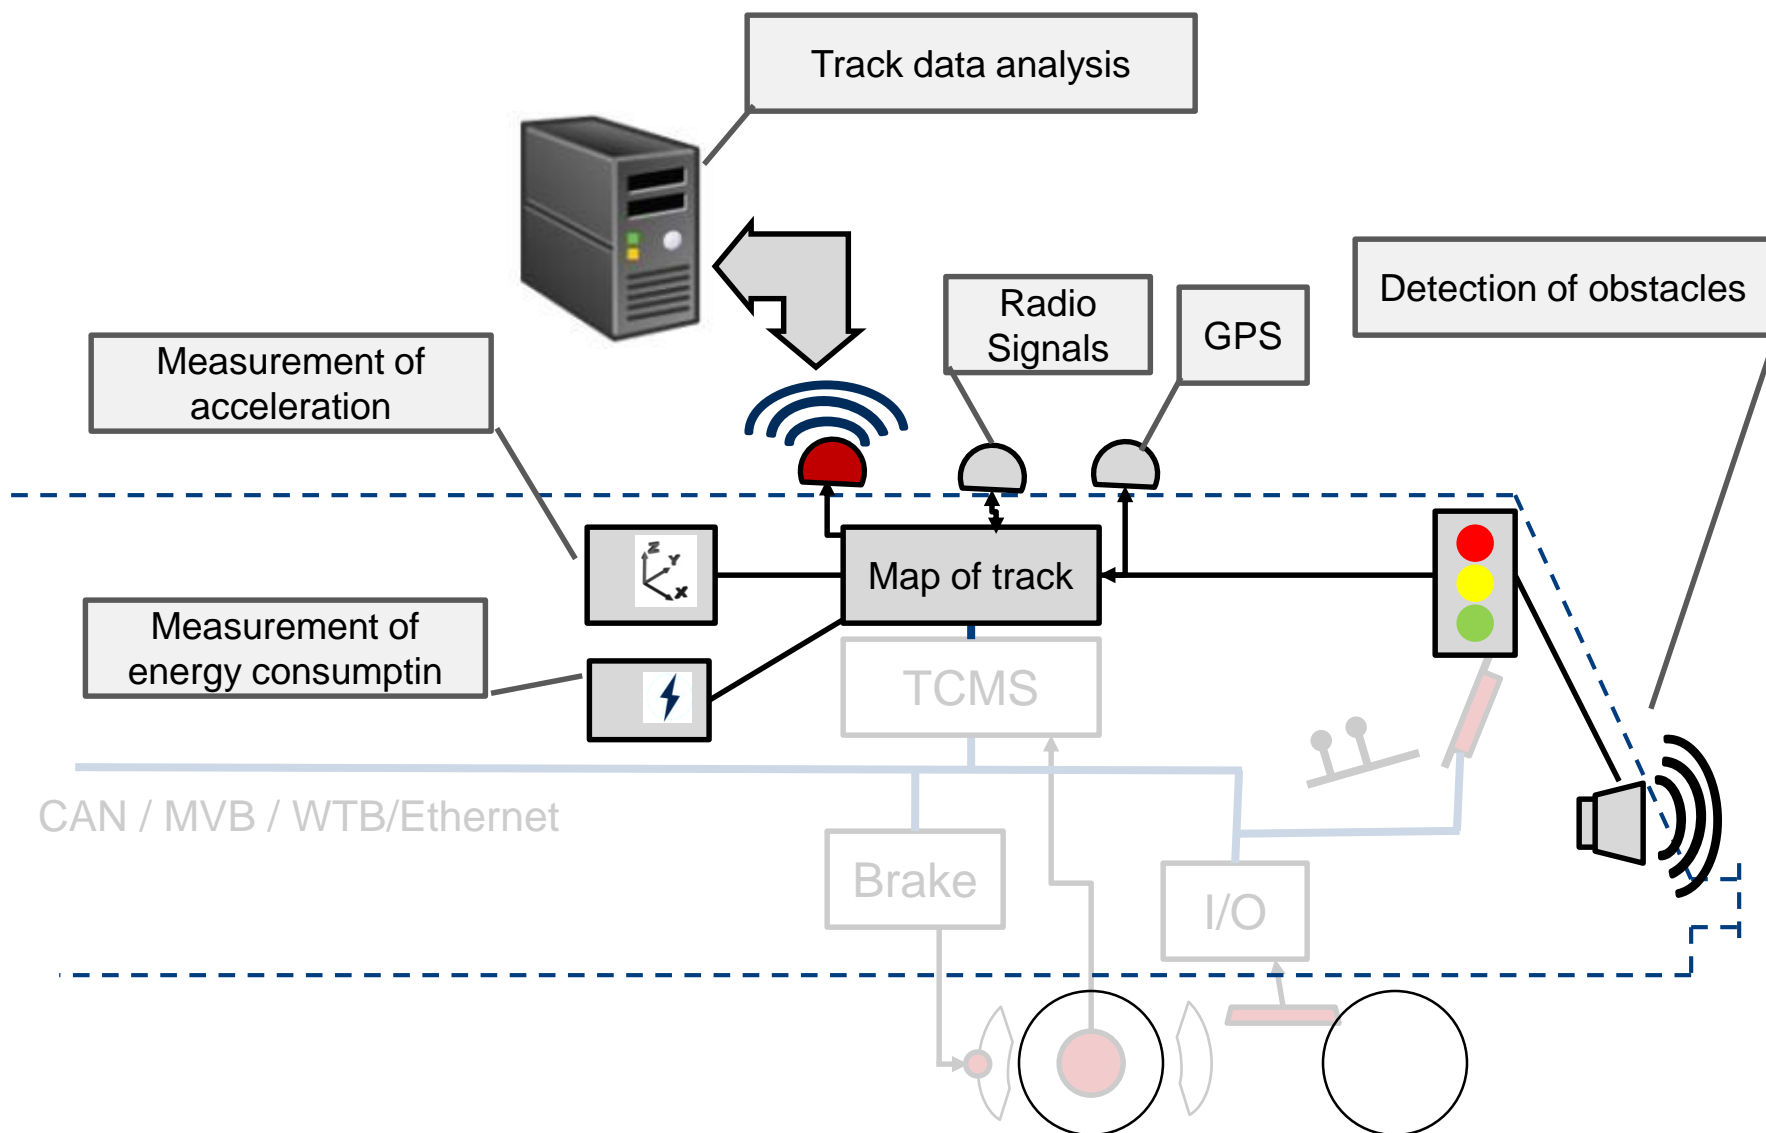 Track data analysis
Detection of obstacles
Radio
Signals
GPS
Measurement of
acceleration
Z
Y
X
Map of track
Measurement of
energy consumptin
TCMS
CAN / MVB / WTB/Ethernet
Brake
I/O